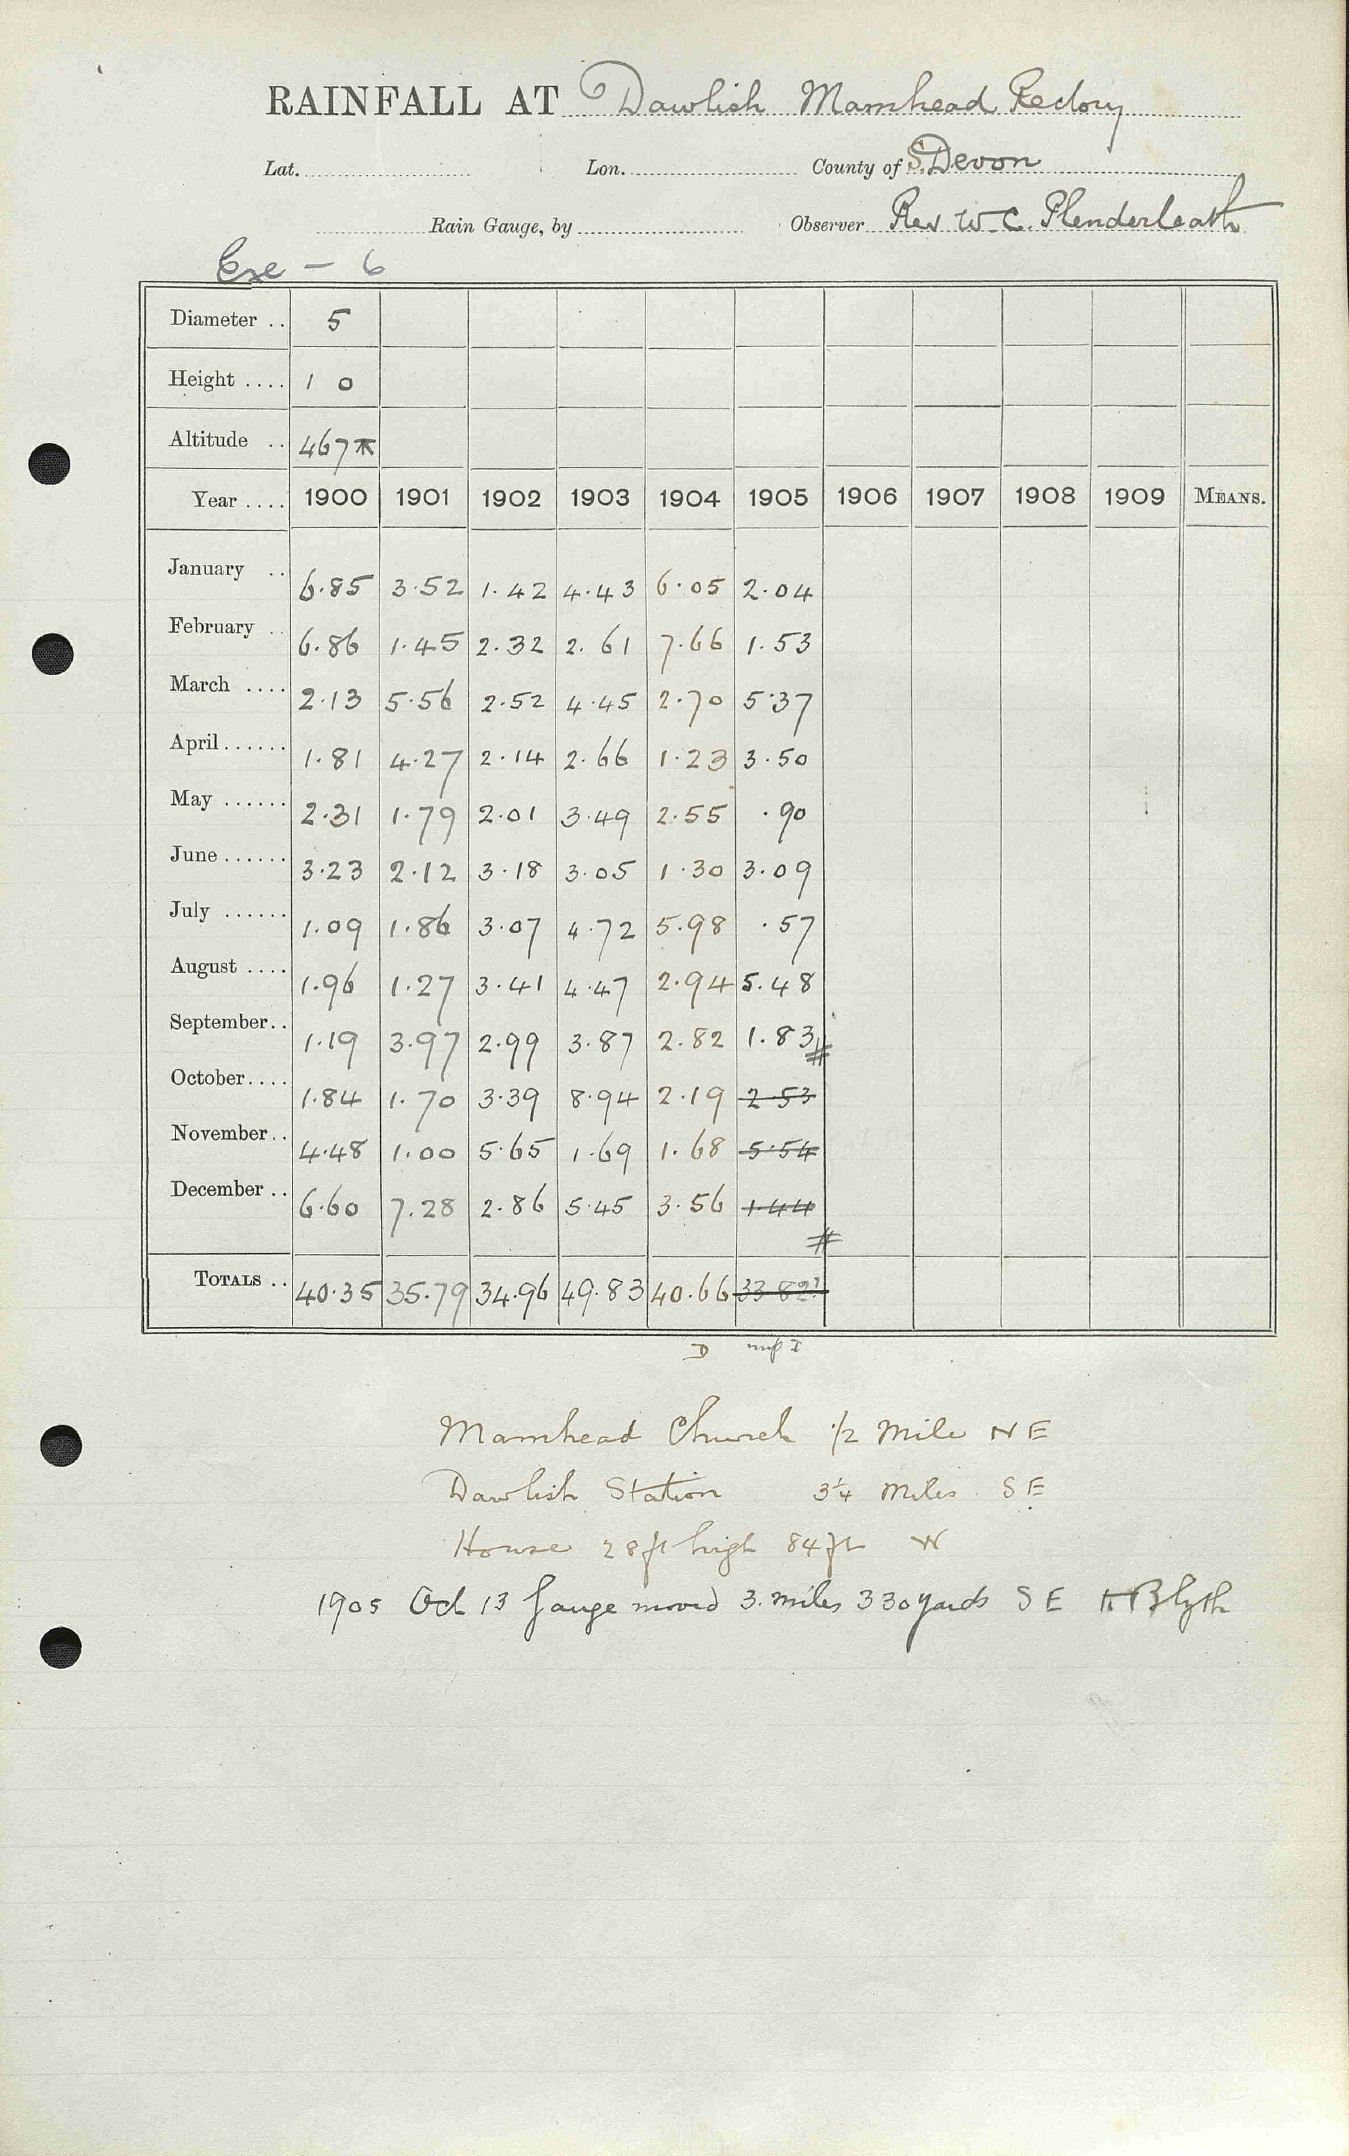 RAINFALL AT Dawlish Mamhead Rectory
Lat. Lon. County of S. Devon
Rain Gauge, by Observer Rev W. C. Plenderleath
Exe - 6
Diameter .. 5
Height .... 1 0
Altitude .. 467
Year .... 1900 1901 1902 1903 1904 1905 1906 1907 1908 1909 MEANS.
January .. 6.85 3.52 1.42 4.43 6.05 2.04
February .. 6.86 1.45 2.32 2.61 7.66 1.53
March .... 2.13 5.56 2.52 4.45 2.70 5.37
April ...... 1.81 4.27 2.14 2.66 1.23 3.50
May ...... 2.31 1.79 2.01 3.49 2.55 .90
June ...... 3.23 2.12 3.18 3.05 1.30 3.09
July ...... 1.09 1.86 3.07 4.72 5.98 .57
August .... 1.96 1.27 3.41 4.47 2.94 5.48
September.. 1.19 3.97 2.99 3.87 2.82 1.83 #
October.... 1.84 1.70 3.39 8.94 2.19 2.53
November.. 4.48 1.00 5.65 1.69 1.68 5.54
December .. 6.60 7.28 2.86 5.45 3.56 1.44
#
TOTALS .. 40.35 35.79 34.96 49.83 40.66 33.82?
D
Mamhead Church 1/2 Mile NE
Dawlish Station 3 1/4 Miles SE
House 28 ft high 84 ft W
1905 Oct 13 Gauge moved 3 miles 330 yards SE Blyth